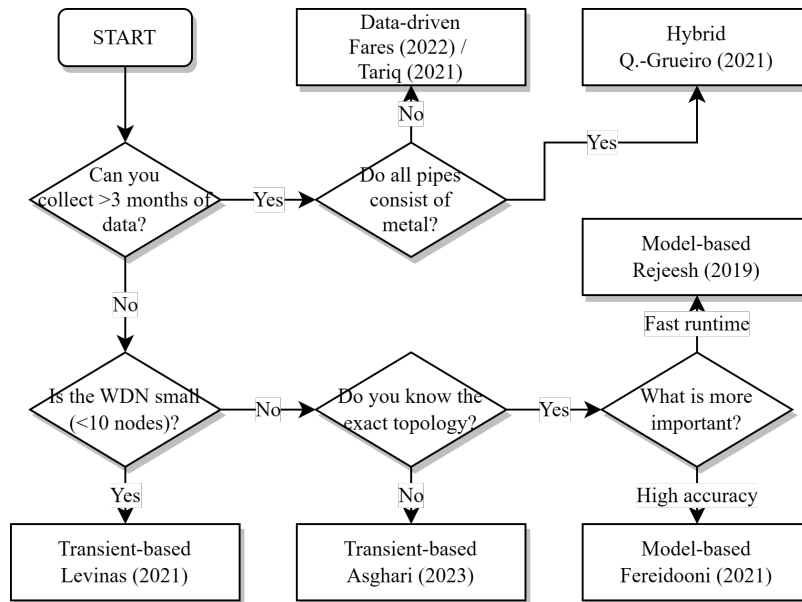 START
Data-driven
Fares (2022) /
Tariq (2021)
Hybrid
Q.-Grueiro (2021)
No
Yes
Can you
collect >3 months of
data?
Yes
Do all pipes
consist of
metal?
Model-based
Rejeesh (2019)
No
Fast runtime
Is the WDN small
(<10 nodes)?
No
Do you know the
exact topology?
Yes
What is more
important?
Yes
No
High accuracy
Transient-based
Levinas (2021)
Transient-based
Asghari (2023)
Model-based
Fereidooni (2021)